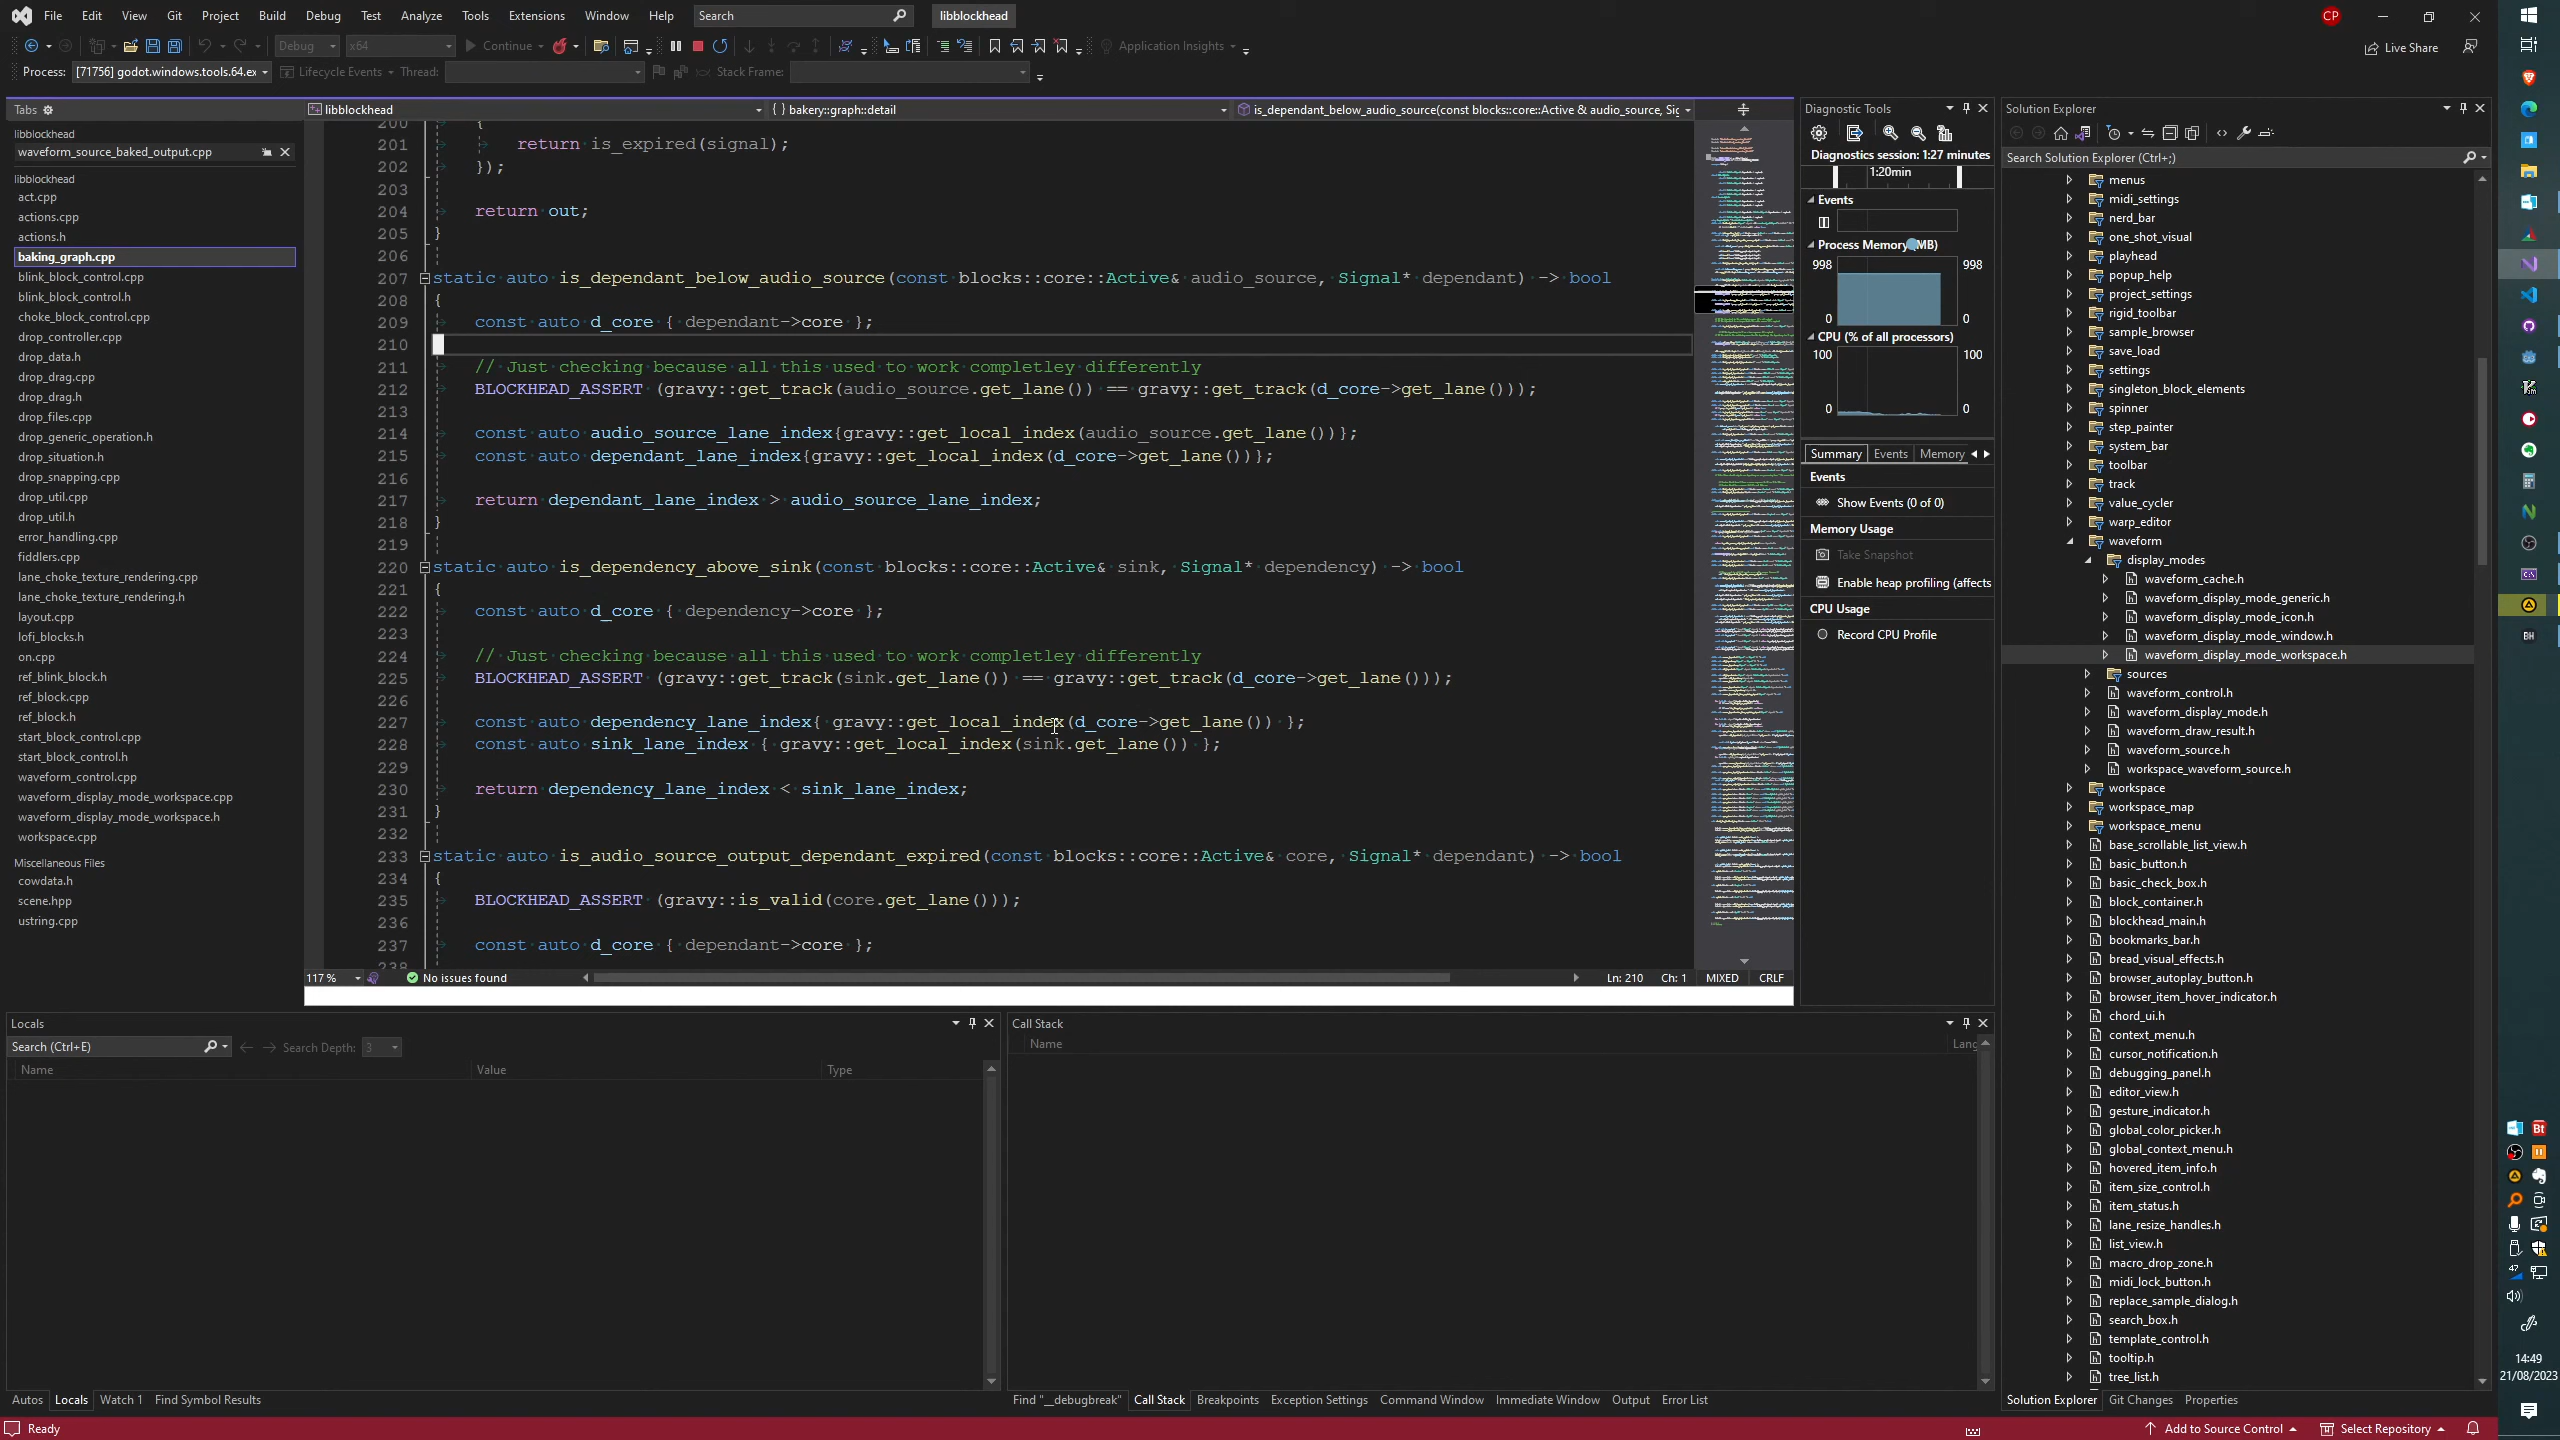 File Edit View Git Project Build Debug Test Analyze Tools Extensions Window Help Search libblockhead CP
Debug x64 Continue Application Insights Live Share
Process: [71756] godot.windows.tools.64.ex Lifecycle Events Thread: Stack Frame:
Tabs
libblockhead
waveform_source_baked_output.cpp
libblockhead
act.cpp
actions.cpp
actions.h
baking_graph.cpp
blink_block_control.cpp
blink_block_control.h
choke_block_control.cpp
drop_controller.cpp
drop_data.h
drop_drag.cpp
drop_drag.h
drop_files.cpp
drop_generic_operation.h
drop_situation.h
drop_snapping.cpp
drop_util.cpp
drop_util.h
error_handling.cpp
fiddlers.cpp
lane_choke_texture_rendering.cpp
lane_choke_texture_rendering.h
layout.cpp
lofi_blocks.h
on.cpp
ref_blink_block.h
ref_block.cpp
ref_block.h
start_block_control.cpp
start_block_control.h
waveform_control.cpp
waveform_display_mode_workspace.cpp
waveform_display_mode_workspace.h
workspace.cpp
Miscellaneous Files
cowdata.h
scene.hpp
ustring.cpp
libblockhead { } bakery::graph::detail is_dependant_below_audio_source(const blocks::core::Active & audio_source, Sig
200 {
201 return is_expired(signal);
202 });
203
204 return out;
205 }
206
207 static auto is_dependant_below_audio_source(const blocks::core::Active& audio_source, Signal* dependant) -> bool
208 {
209 const auto d_core { dependant->core };
210
211 // Just checking because all this used to work completley differently
212 BLOCKHEAD_ASSERT (gravy::get_track(audio_source.get_lane()) == gravy::get_track(d_core->get_lane()));
213
214 const auto audio_source_lane_index{gravy::get_local_index(audio_source.get_lane())};
215 const auto dependant_lane_index{gravy::get_local_index(d_core->get_lane())};
216
217 return dependant_lane_index > audio_source_lane_index;
218 }
219
220 static auto is_dependency_above_sink(const blocks::core::Active& sink, Signal* dependency) -> bool
221 {
222 const auto d_core { dependency->core };
223
224 // Just checking because all this used to work completley differently
225 BLOCKHEAD_ASSERT (gravy::get_track(sink.get_lane()) == gravy::get_track(d_core->get_lane()));
226
227 const auto dependency_lane_index{ gravy::get_local_index(d_core->get_lane()) };
228 const auto sink_lane_index { gravy::get_local_index(sink.get_lane()) };
229
230 return dependency_lane_index < sink_lane_index;
231 }
232
233 static auto is_audio_source_output_dependant_expired(const blocks::core::Active& core, Signal* dependant) -> bool
234 {
235 BLOCKHEAD_ASSERT (gravy::is_valid(core.get_lane()));
236
237 const auto d_core { dependant->core };
238
117 % No issues found Ln: 210 Ch: 1 MIXED CRLF
Diagnostic Tools
Diagnostics session: 1:27 minutes
1:20min
Events
Process Memory (MB)
998 998
0 0
CPU (% of all processors)
100 100
0 0
Summary Events Memory
Events
Show Events (0 of 0)
Memory Usage
Take Snapshot
Enable heap profiling (affects
CPU Usage
Record CPU Profile
Solution Explorer
Search Solution Explorer (Ctrl+;)
menus
midi_settings
nerd_bar
one_shot_visual
playhead
popup_help
project_settings
rigid_toolbar
sample_browser
save_load
settings
singleton_block_elements
spinner
step_painter
system_bar
toolbar
track
value_cycler
warp_editor
waveform
display_modes
waveform_cache.h
waveform_display_mode_generic.h
waveform_display_mode_icon.h
waveform_display_mode_window.h
waveform_display_mode_workspace.h
sources
waveform_control.h
waveform_display_mode.h
waveform_draw_result.h
waveform_source.h
workspace_waveform_source.h
workspace
workspace_map
workspace_menu
base_scrollable_list_view.h
basic_button.h
basic_check_box.h
block_container.h
blockhead_main.h
bookmarks_bar.h
bread_visual_effects.h
browser_autoplay_button.h
browser_item_hover_indicator.h
chord_ui.h
context_menu.h
cursor_notification.h
debugging_panel.h
editor_view.h
gesture_indicator.h
global_color_picker.h
global_context_menu.h
hovered_item_info.h
item_size_control.h
item_status.h
lane_resize_handles.h
list_view.h
macro_drop_zone.h
midi_lock_button.h
replace_sample_dialog.h
search_box.h
template_control.h
tooltip.h
tree_list.h
Solution Explorer Git Changes Properties
Locals
Search (Ctrl+E) Search Depth: 3
Name Value Type
Autos Locals Watch 1 Find Symbol Results
Call Stack
Name Lang
Find "__debugbreak" Call Stack Breakpoints Exception Settings Command Window Immediate Window Output Error List
Ready Add to Source Control Select Repository
BH
Bt
47
14:49
21/08/2023